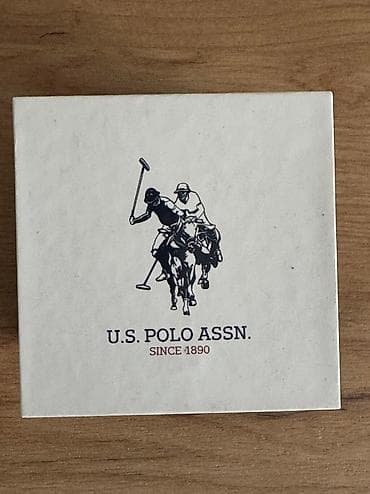 U.S. POLO ASSN.
SINCE 1890